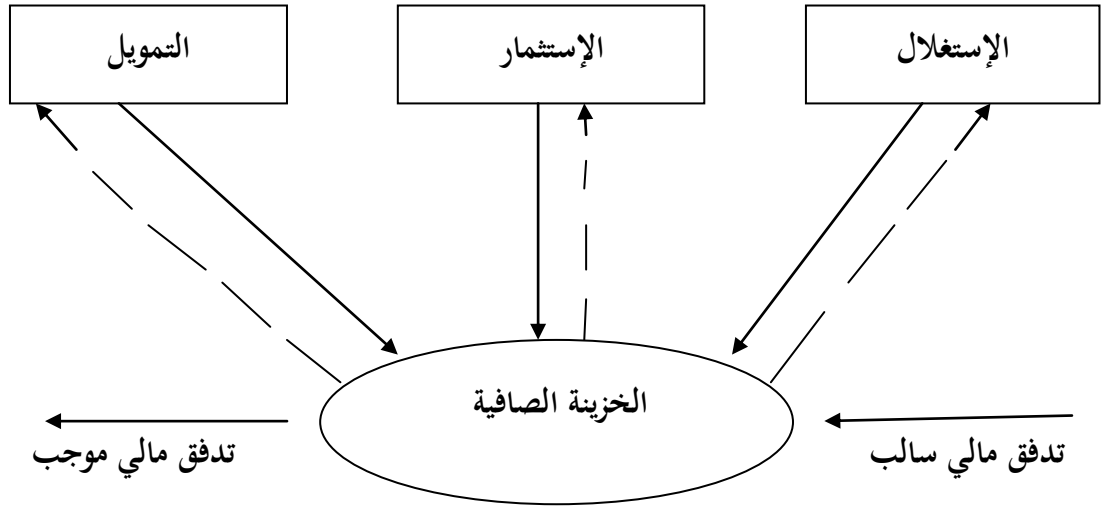 الإستغلال
الإستثمار
التمويل
الخزينة الصافية
تدفق مالي سالب
تدفق مالي موجب